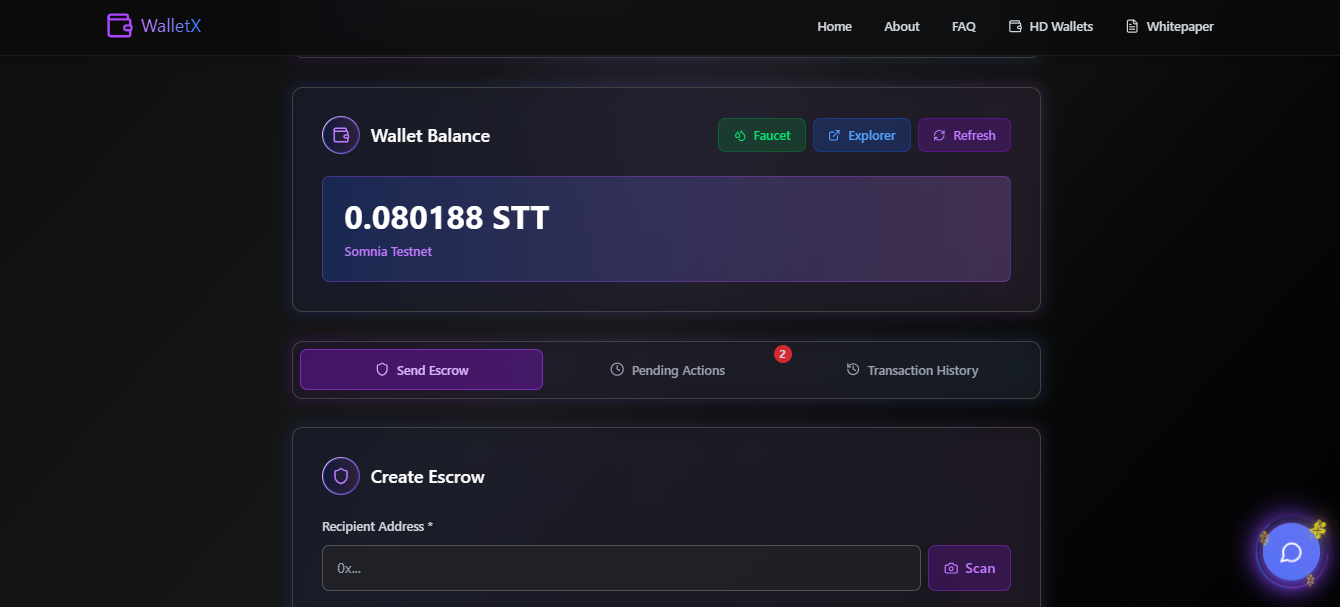 WalletX Home About FAQ HD Wallets Whitepaper
Wallet Balance Faucet Explorer Refresh
0.080188 STT
Somnia Testnet
2
Send Escrow Pending Actions Transaction History
Create Escrow
Recipient Address *
0x... Scan